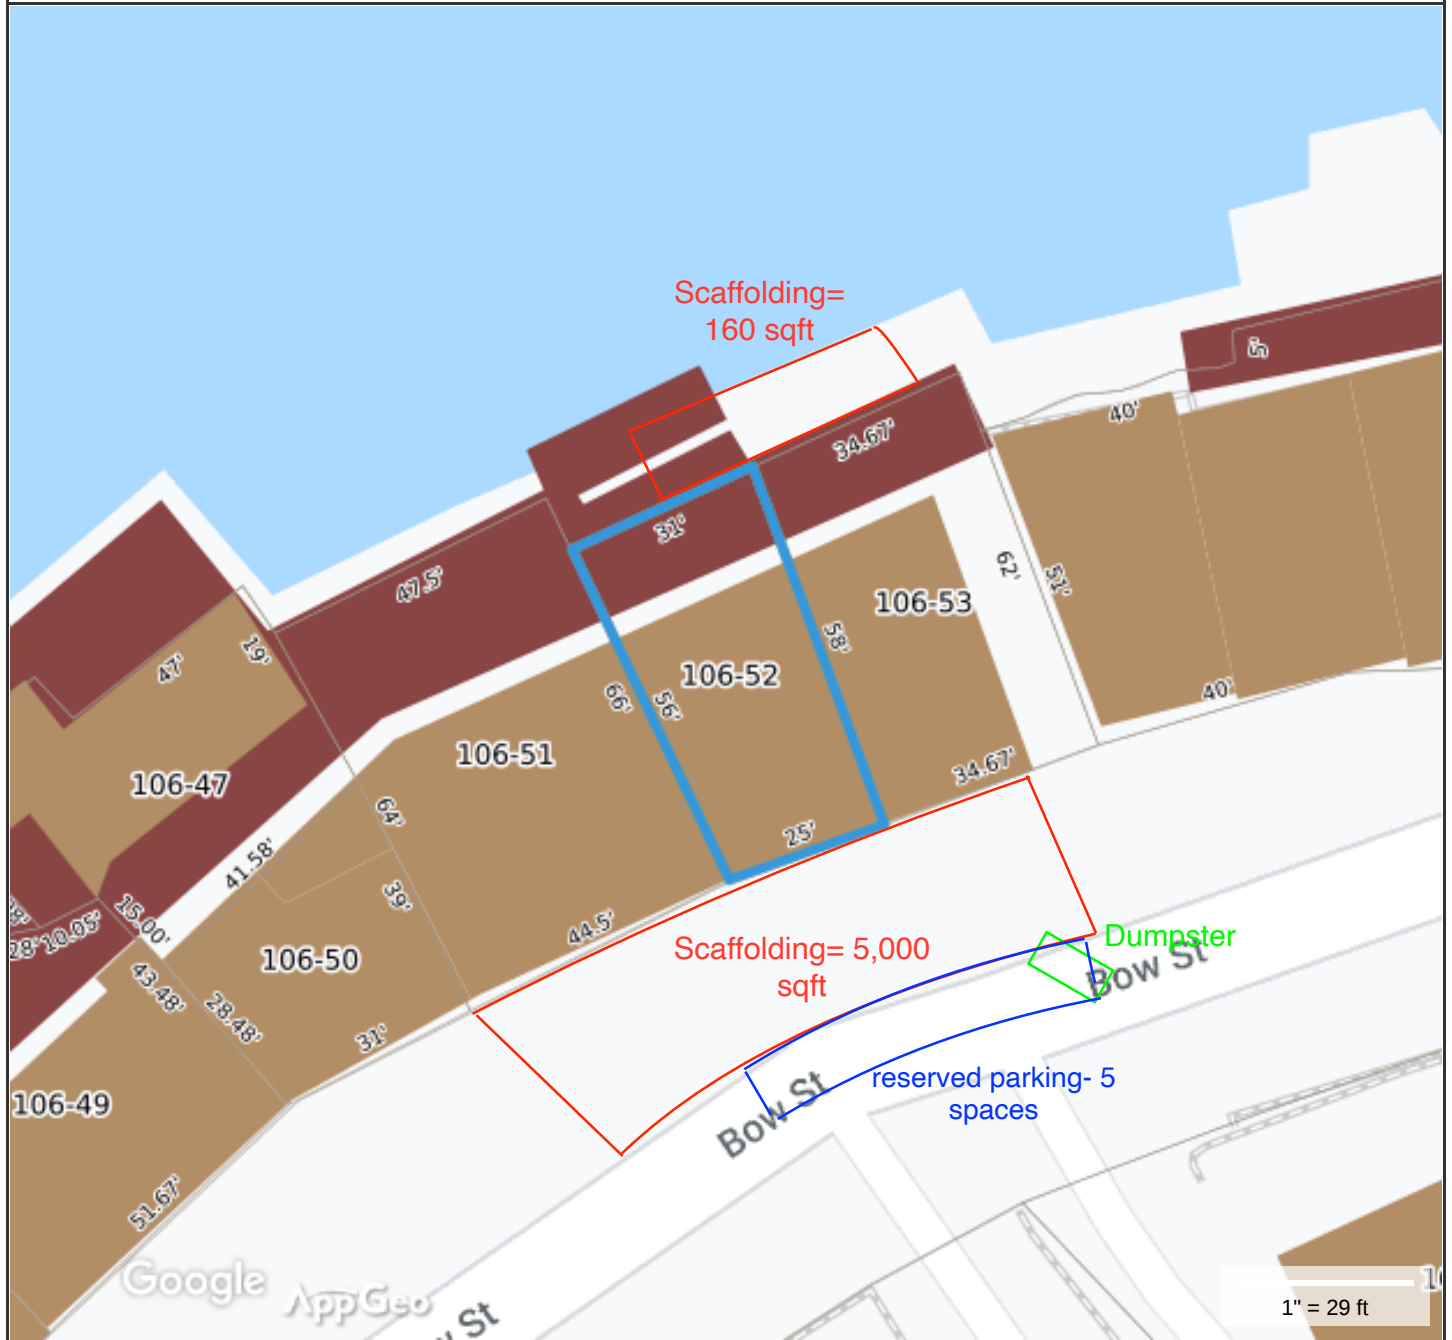 Scaffolding=
160 sqft
5'
40'
34.67'
31'
47.5'
62'
51'
106-53
19'
58'
47'
106-52
66'
56'
40'
106-51
34.67'
106-47
64'
25'
41.58'
39'
15.00'
44.5'
28'
10.05'
Dumpster
Scaffolding= 5,000
sqft
Bow St
106-50
43.48'
28.48'
31'
reserved parking- 5
spaces
106-49
Bow St
51.67'
Google
AppGeo
1" = 29 ft